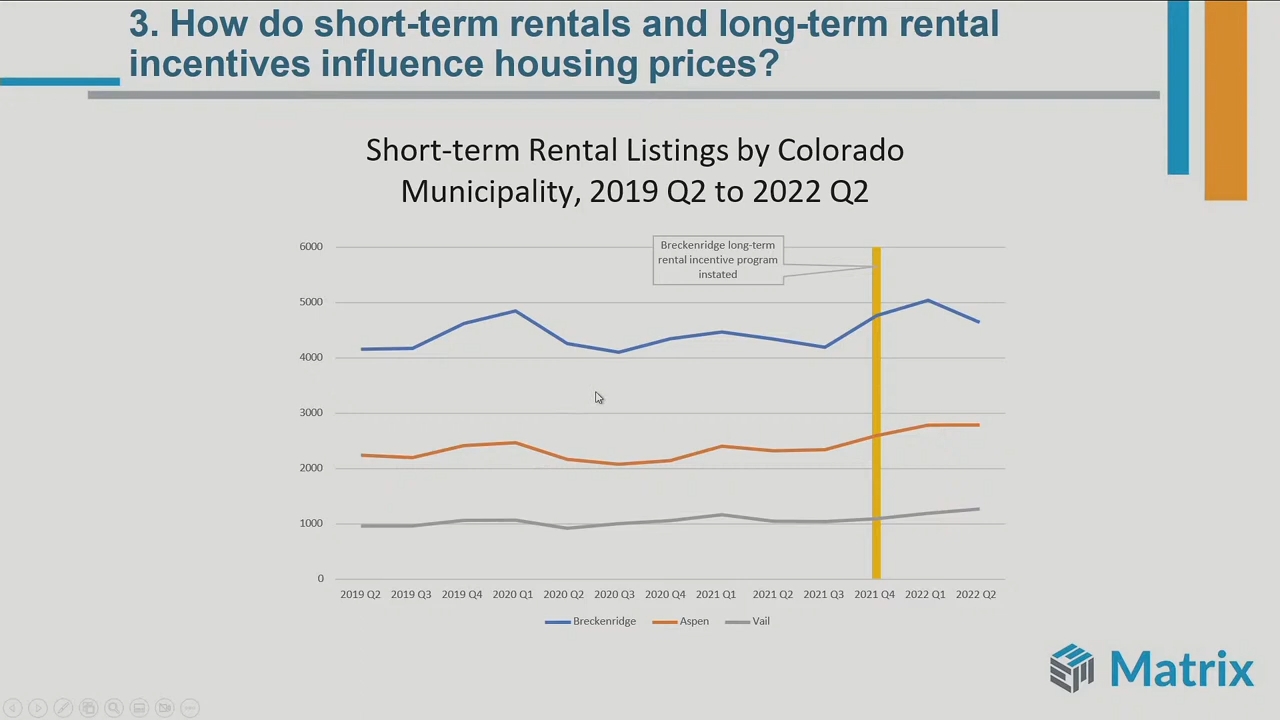 3. How do short-term rentals and long-term rental
incentives influence housing prices?
Short-term Rental Listings by Colorado
Municipality, 2019 Q2 to 2022 Q2
Breckenridge long-term
rental incentive program
instated
6000
5000
4000
3000
2000
1000
0
2019 Q2 2019 Q3 2019 Q4 2020 Q1 2020 Q2 2020 Q3 2020 Q4 2021 Q1 2021 Q2 2021 Q3 2021 Q4 2022 Q1 2022 Q2
Breckenridge Aspen Vail
Matrix